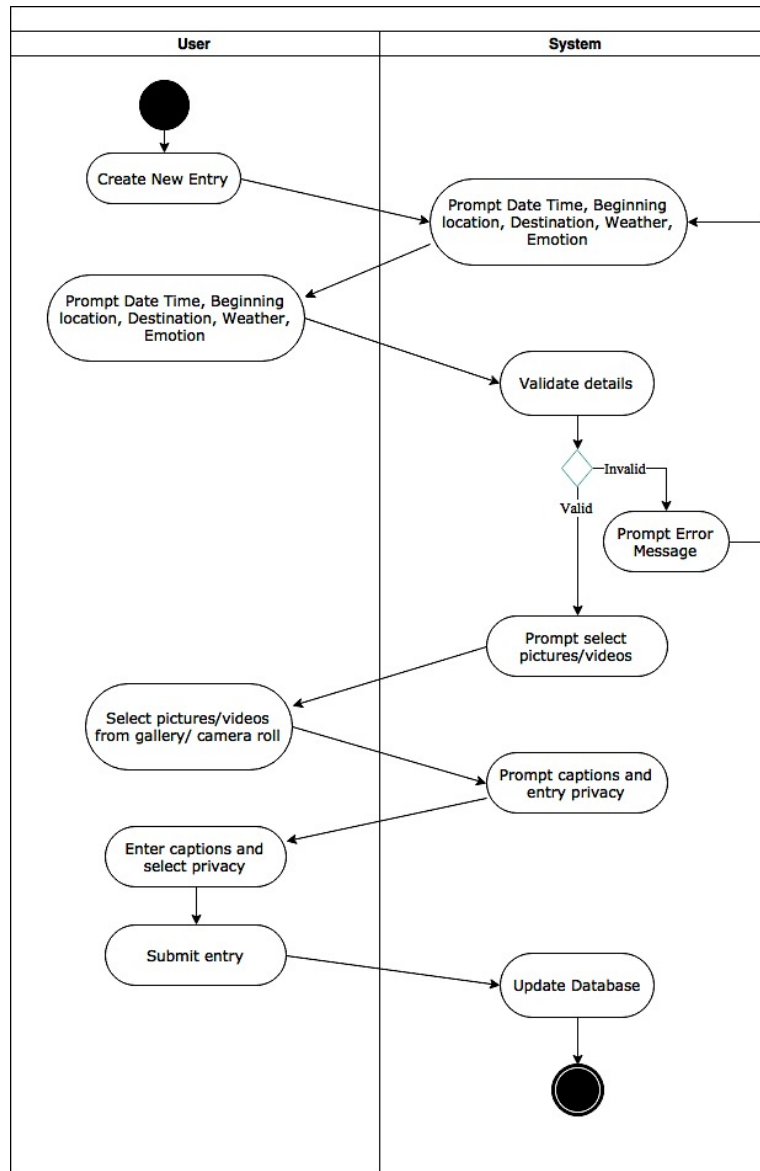 User
System
Create New Entry
Prompt Date Time, Beginning
location, Destination, Weather,
Emotion
Prompt Date Time, Beginning
location, Destination, Weather,
Emotion
Validate details
Invalid
Valid
Prompt Error
Message
Prompt select
pictures/videos
Select pictures/videos
from gallery/ camera roll
Prompt captions and
entry privacy
Enter captions and
select privacy
Submit entry
Update Database